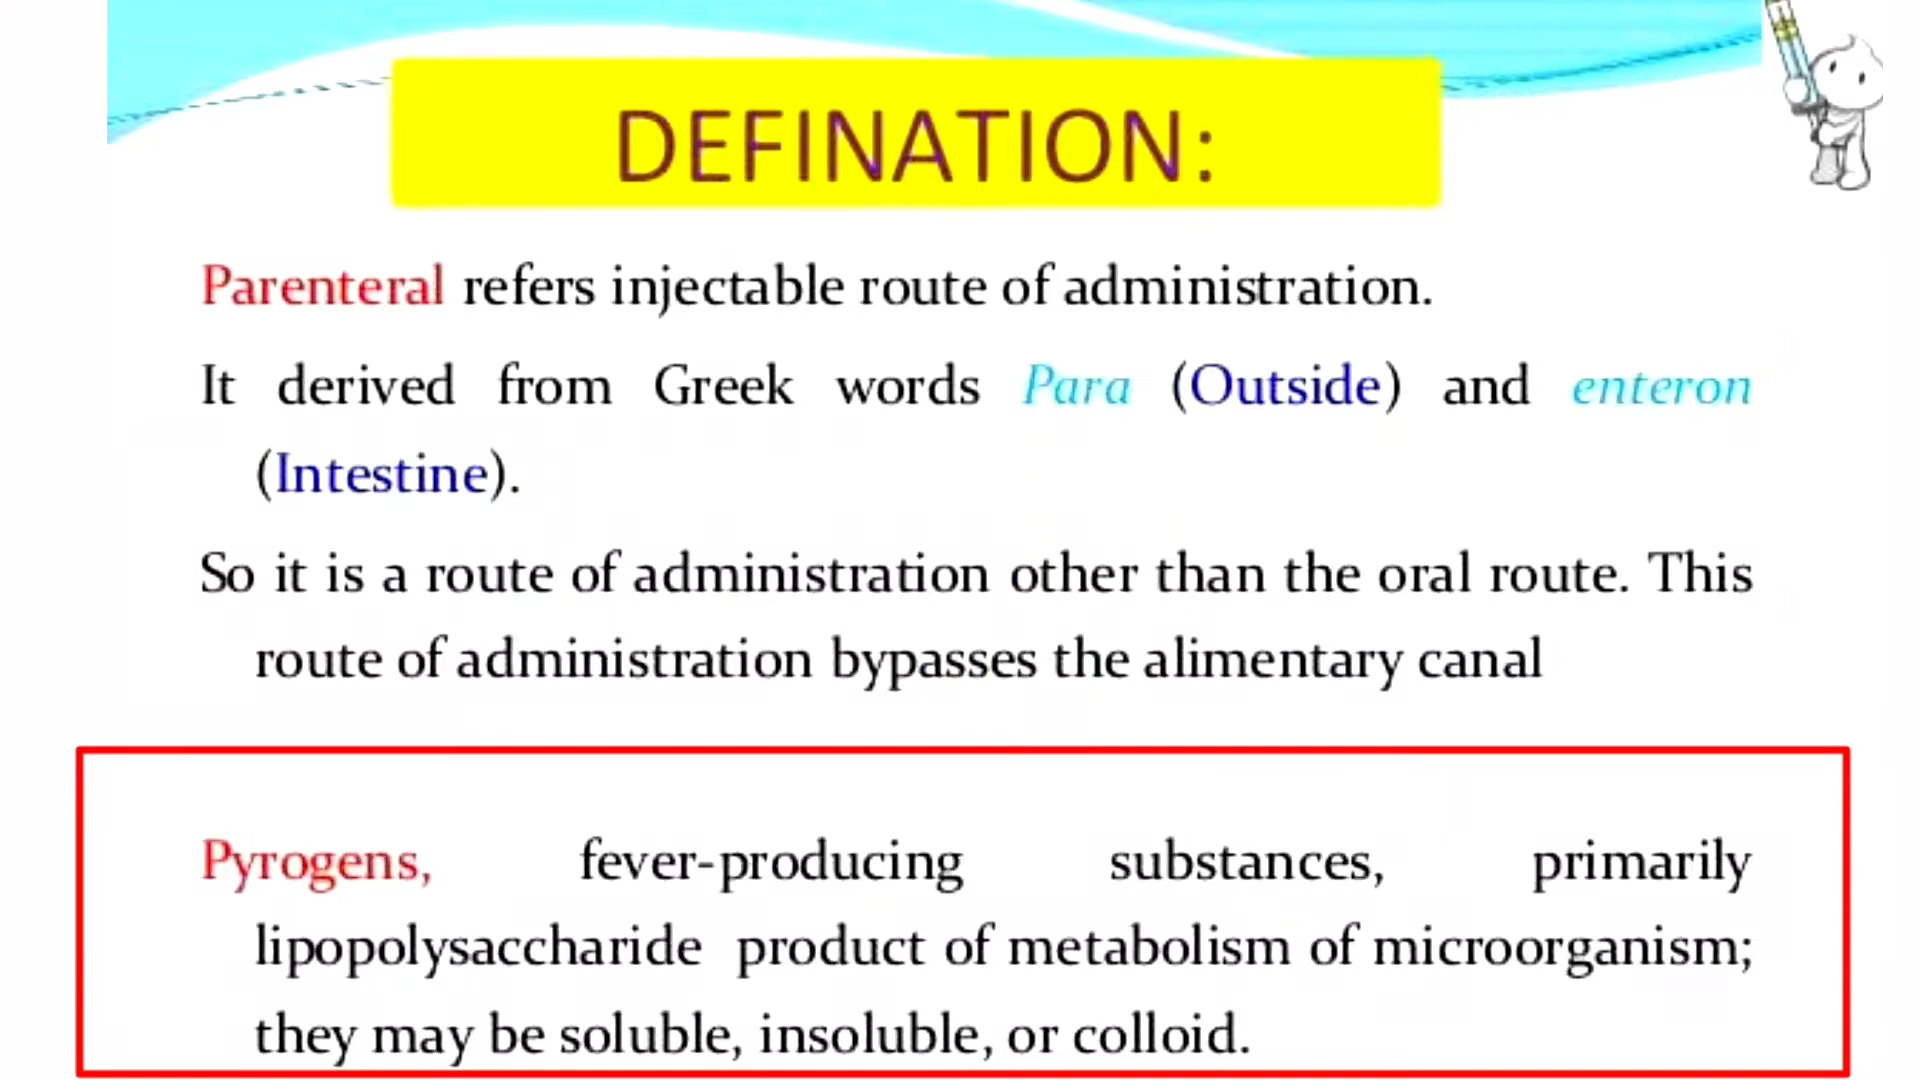 DEFINATION:
Parenteral refers injectable route of administration.
It derived from Greek words Para (Outside) and enteron
(Intestine).
So it is a route of administration other than the oral route. This
route of administration bypasses the alimentary canal
Pyrogens, fever-producing substances, primarily
lipopolysaccharide product of metabolism of microorganism;
they may be soluble, insoluble, or colloid.